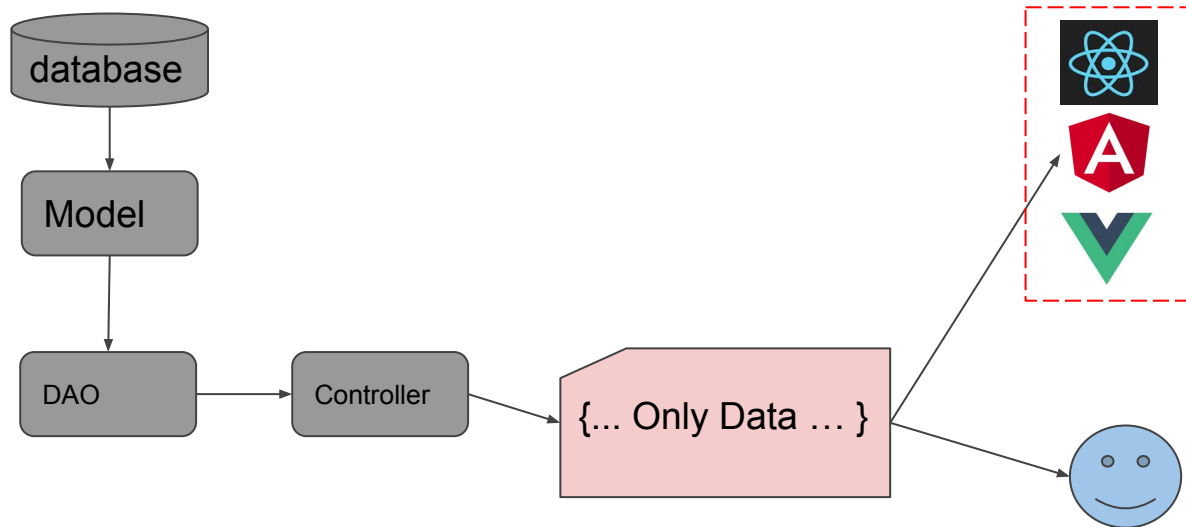 database
Model
DAO
Controller
{... Only Data … }
A